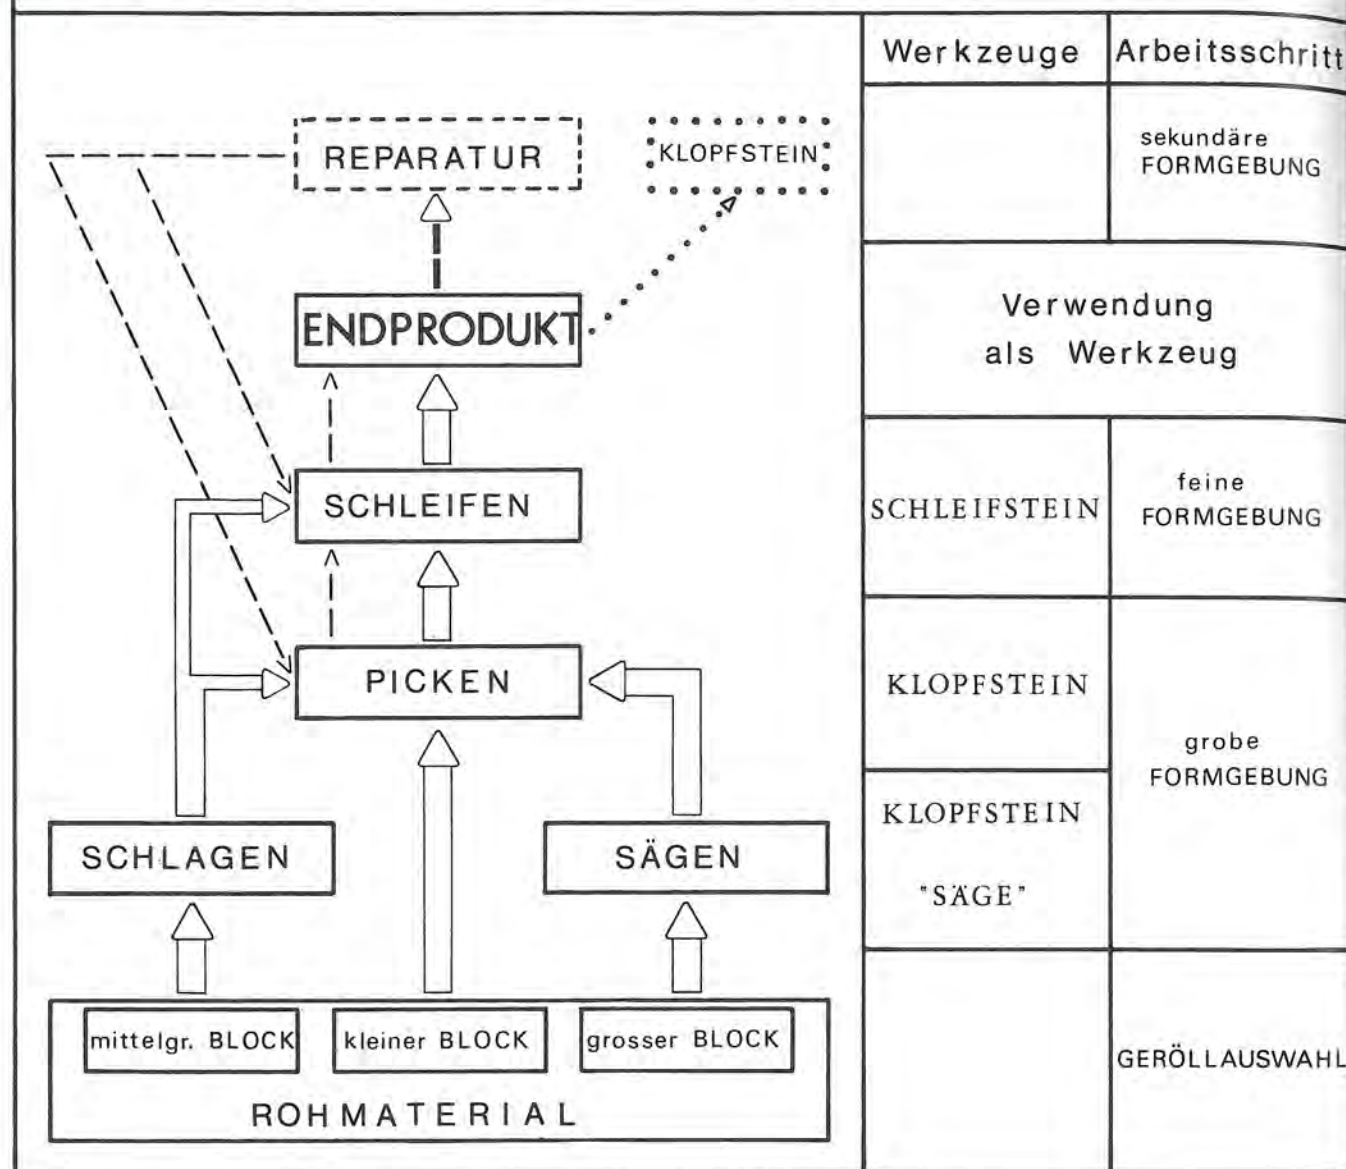 Werkzeuge
Arbeitsschritt
REPARATUR
KLOPFSTEIN
sekundäre
FORMGEBUNG
ENDPRODUKT
Verwendung
als Werkzeug
SCHLEIFEN
SCHLEIFSTEIN
feine
FORMGEBUNG
PICKEN
KLOPFSTEIN
grobe
FORMGEBUNG
SCHLAGEN
SÄGEN
KLOPFSTEIN
"SÄGE"
mittelgr. BLOCK
kleiner BLOCK
grosser BLOCK
ROHMATERIAL
GERÖLLAUSWAHL